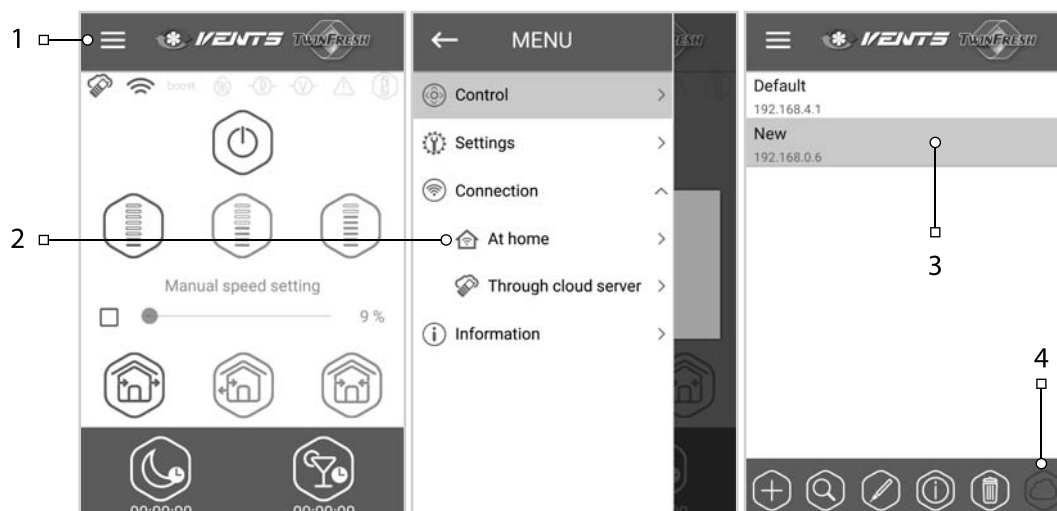 1
VENTS TwinFresh
boost
Manual speed setting
9 %
00:00:00 00:00:00
2
MENU
Control
Settings
Connection
At home
Through cloud server
Information
VENTS TwinFresh
Default
192.168.4.1
New
192.168.0.6
3
4